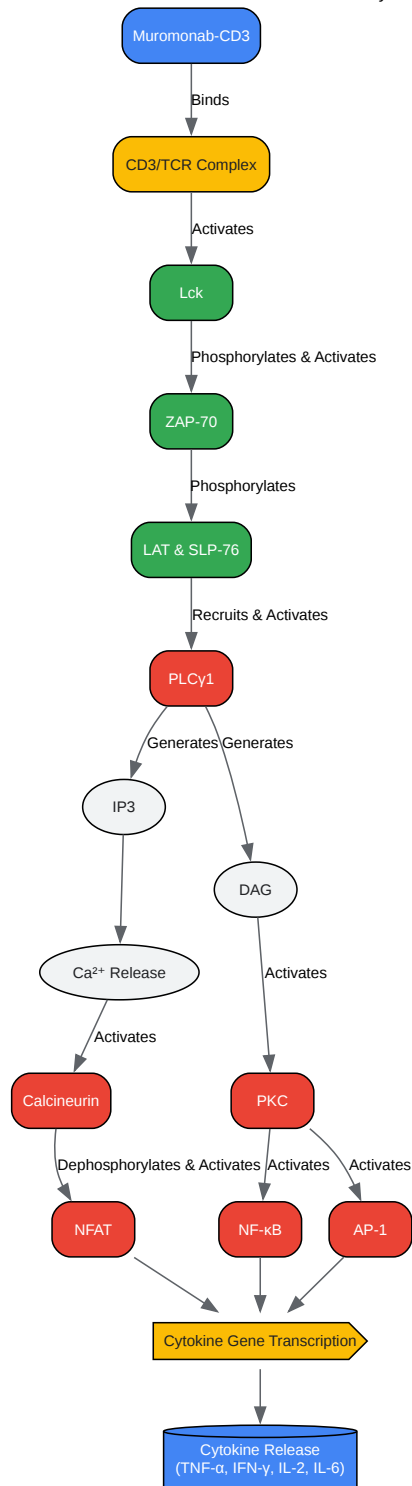 Muromonab-CD3
Binds
CD3/TCR Complex
Activates
Lck
Phosphorylates & Activates
ZAP-70
Phosphorylates
LAT & SLP-76
Recruits & Activates
PLCγ1
Generates Generates
IP3
DAG
Ca²⁺ Release
Activates
Activates
Calcineurin
PKC
Dephosphorylates & Activates
Activates
Activates
NFAT
NF-κB
AP-1
Cytokine Gene Transcription
Cytokine Release
(TNF-α, IFN-γ, IL-2, IL-6)